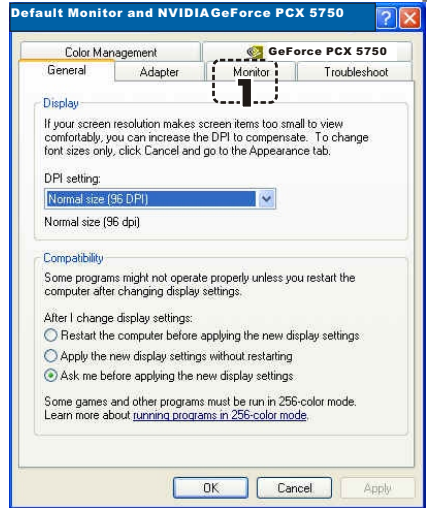 Default Monitor and NVIDIAGeForce PCX 5750
Color Management
GeForce PCX 5750
General
Adapter
Monitor
Troubleshoot
1
Display
If your screen resolution makes screen items too small to view
comfortably, you can increase the DPI to compensate. To change
font sizes only, click Cancel and go to the Appearance tab.
DPI setting:
Normal size (96 DPI)
Normal size (96 dpi)
Compatibility
Some programs might not operate properly unless you restart the
computer after changing display settings.
After I change display settings:
Restart the computer before applying the new display settings
Apply the new display settings without restarting
Ask me before applying the new display settings
Some games and other programs must be run in 256-color mode.
Learn more about running programs in 256-color mode.
OK
Cancel
Apply